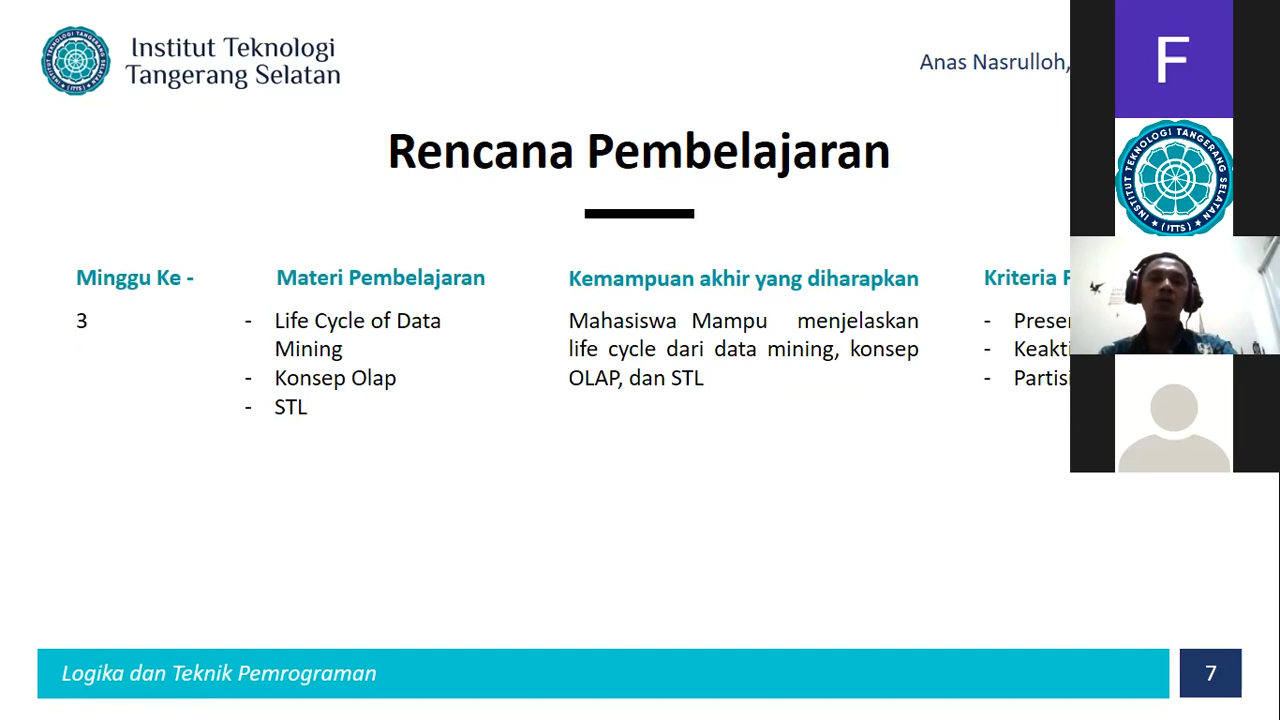 Institut Teknologi
Tangerang Selatan
Anas Nasrulloh,
F
INSTITUT TEKNOLOGI TANGERANG SELATAN
(ITTS)
Rencana Pembelajaran
Minggu Ke -
Materi Pembelajaran
Kemampuan akhir yang diharapkan
Kriteria
3
- Life Cycle of Data
Mining
- Konsep Olap
- STL
Mahasiswa Mampu menjelaskan
life cycle dari data mining, konsep
OLAP, dan STL
- Presen
- Keakti
- Partisi
Logika dan Teknik Pemrograman
7